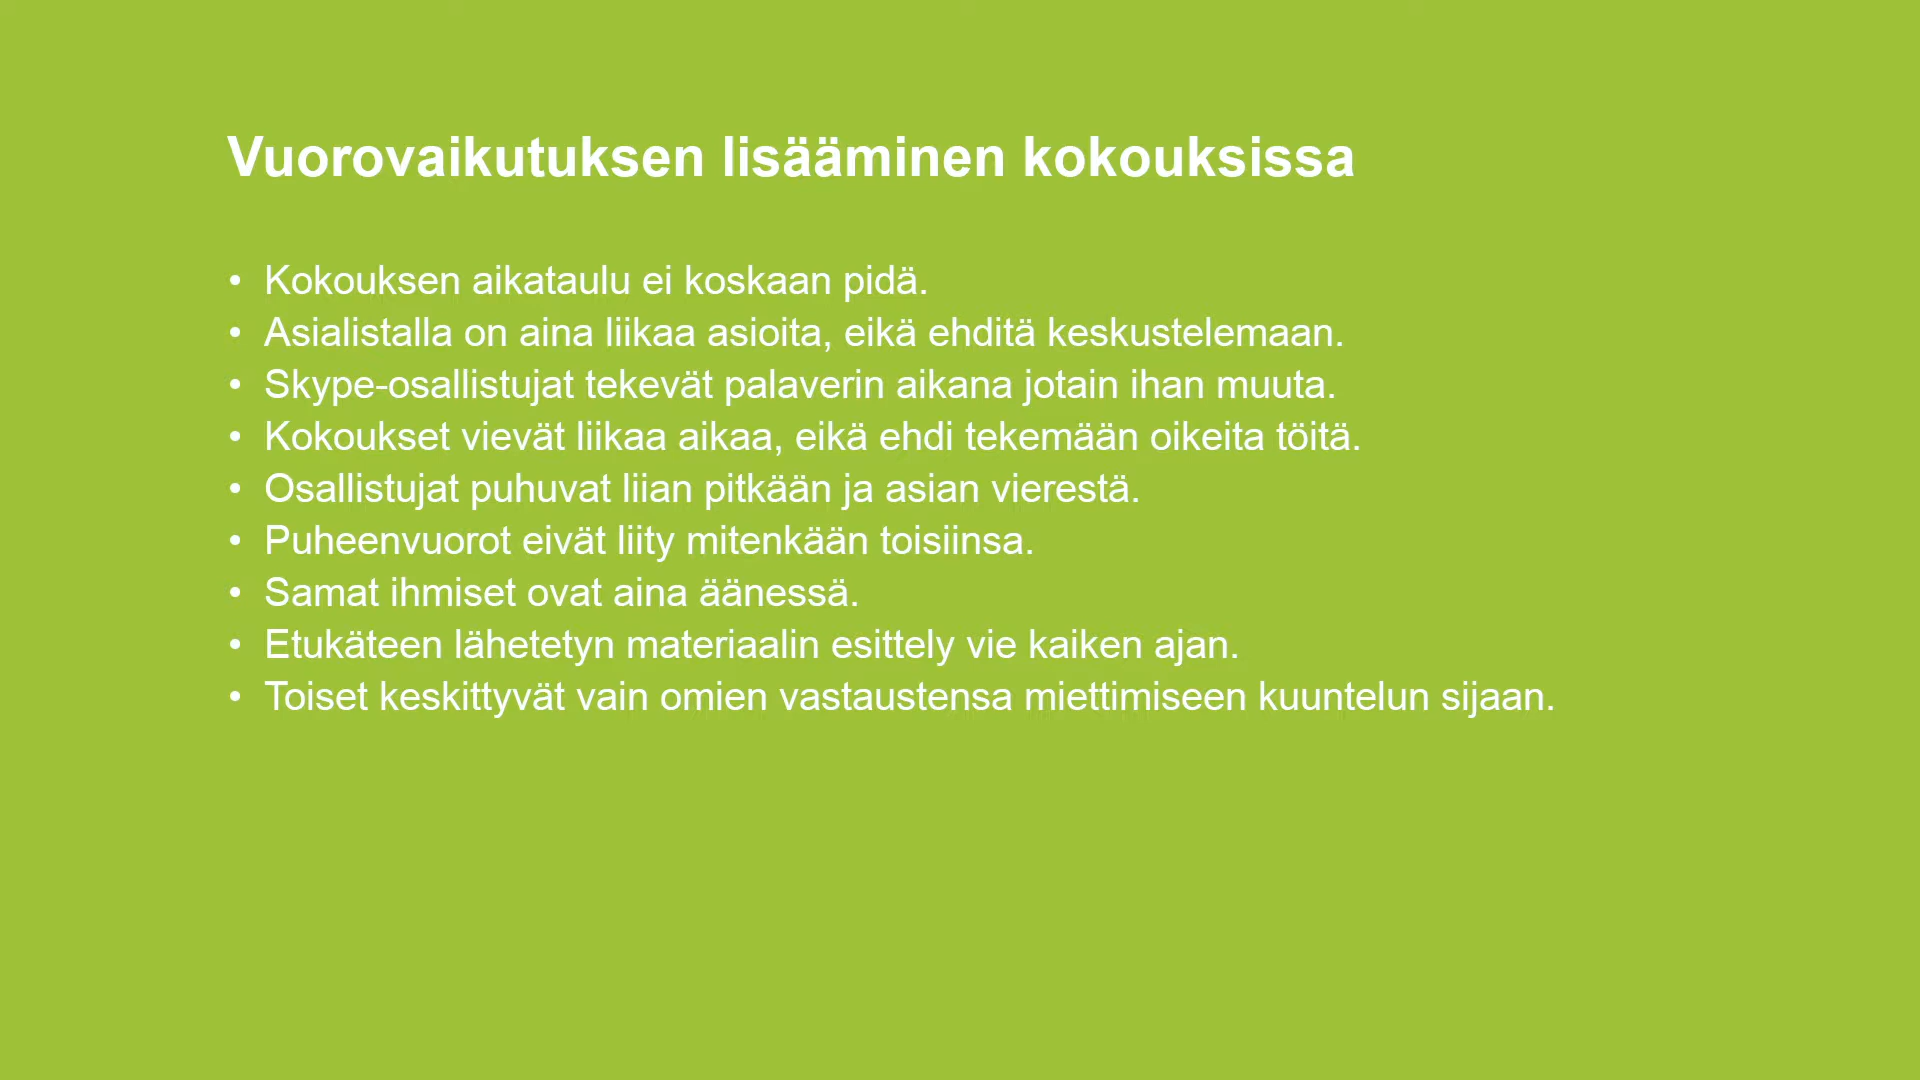 Vuorovaikutuksen lisääminen kokouksissa
• Kokouksen aikataulu ei koskaan pidä.
• Asialistalla on aina liikaa asioita, eikä ehditä keskustelemaan.
• Skype-osallistujat tekevät palaverin aikana jotain ihan muuta.
• Kokoukset vievät liikaa aikaa, eikä ehdi tekemään oikeita töitä.
• Osallistujat puhuvat liian pitkään ja asian vierestä.
• Puheenvuorot eivät liity mitenkään toisiinsa.
• Samat ihmiset ovat aina äänessä.
• Etukäteen lähetetyn materiaalin esittely vie kaiken ajan.
• Toiset keskittyvät vain omien vastaustensa miettimiseen kuuntelun sijaan.